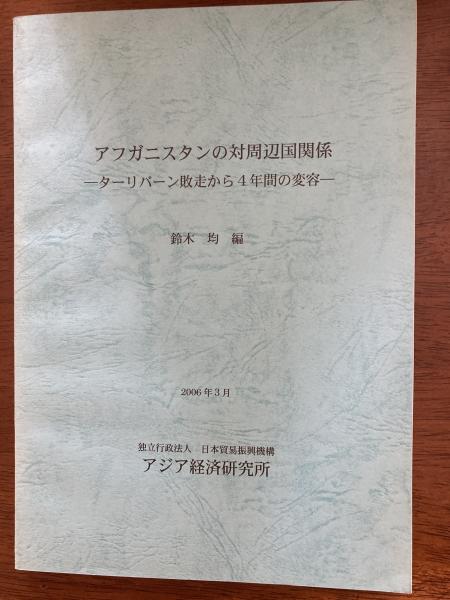 アフガニスタンの対周辺国関係
―ターリバーン敗走から4年間の変容―
鈴木 均 編
2006年3月
独立行政法人 日本貿易振興機構
アジア経済研究所